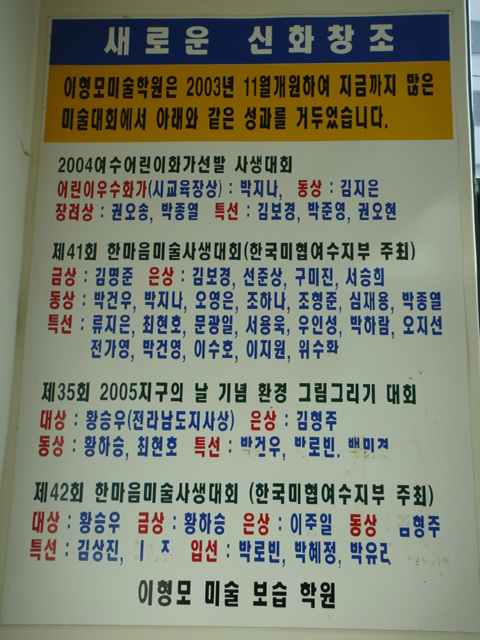 새로운 신화창조
이형모미술학원은 2003년 11월개원하여 지금까지 많은
미술대회에서 아래와 같은 성과를 거두었습니다.
2004여수어린이화가선발 사생대회
어린이우수화가(시교육장상) : 박지나, 동상 : 김지은
장려상 : 권오송, 박종열 특선 : 김보경, 박준영, 권오현
제41회 한마음미술사생대회(한국미협여수지부 주최)
금상 : 김명준 은상 : 김보경, 선준상, 구미진, 서승희
동상 : 박건우, 박지나, 오영은, 조하나, 조형준, 심재용, 박종열
특선 : 류지은, 최현호, 문광일, 서용욱, 우인성, 박하람, 오지선
전가영, 박건영, 이수호, 이지원, 위수화
제35회 2005지구의 날 기념 환경 그림그리기 대회
대상 : 황승우(전라남도지사상) 은상 : 김형주
동상 : 황하승, 최현호 특선 : 박건우, 박로빈, 백민경
제42회 한마음미술사생대회 (한국미협여수지부 주최)
대상 : 황승우 금상 : 황하승 은상 : 이주일 동상 : 김형주
특선 : 김상진, 입선 : 박로빈, 박혜정, 박유리
이형모 미술 보습 학원